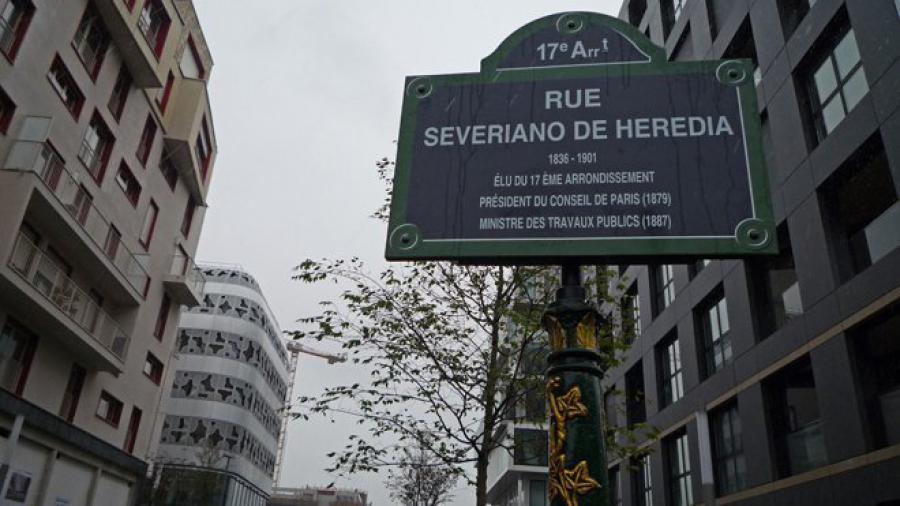 17e Arrt
RUE
SEVERIANO DE HEREDIA
1836 - 1901
ÉLU DU 17 ÈME ARRONDISSEMENT
PRÉSIDENT DU CONSEIL DE PARIS (1879)
MINISTRE DES TRAVAUX PUBLICS (1887)